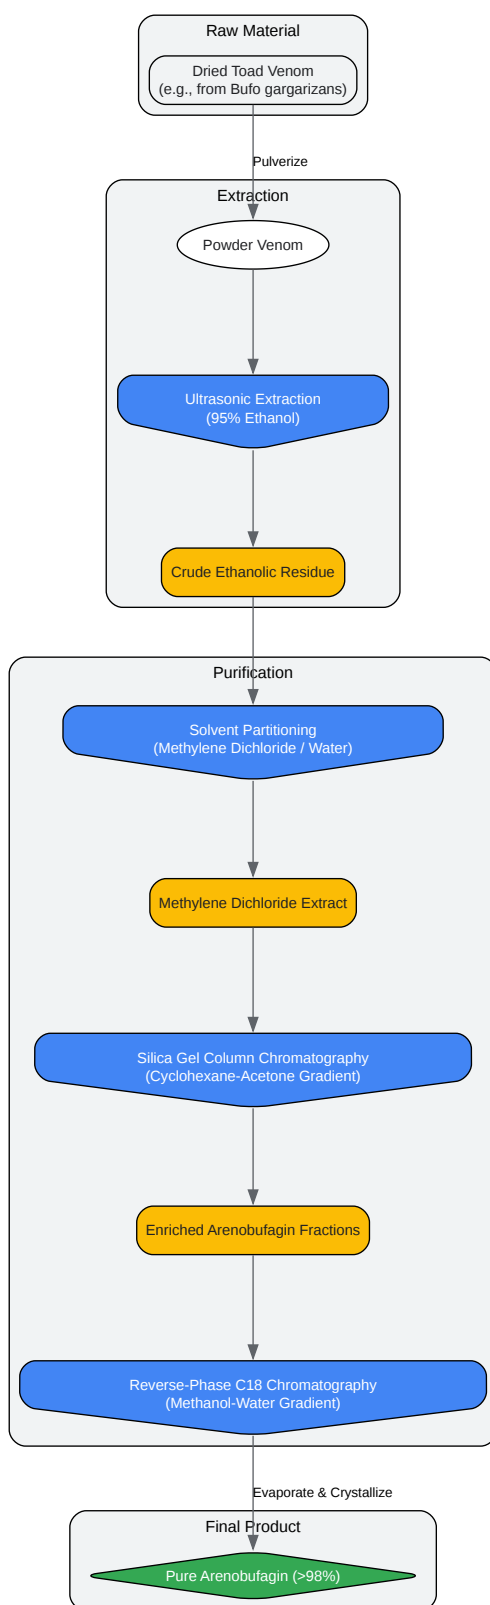 Raw Material
Dried Toad Venom
(e.g., from Bufo gargarizans)
Pulverize
Extraction
Powder Venom
Ultrasonic Extraction
(95% Ethanol)
Crude Ethanolic Residue
Purification
Solvent Partitioning
(Methylene Dichloride / Water)
Methylene Dichloride Extract
Silica Gel Column Chromatography
(Cyclohexane-Acetone Gradient)
Enriched Arenobufagin Fractions
Reverse-Phase C18 Chromatography
(Methanol-Water Gradient)
Evaporate & Crystallize
Final Product
Pure Arenobufagin (>98%)